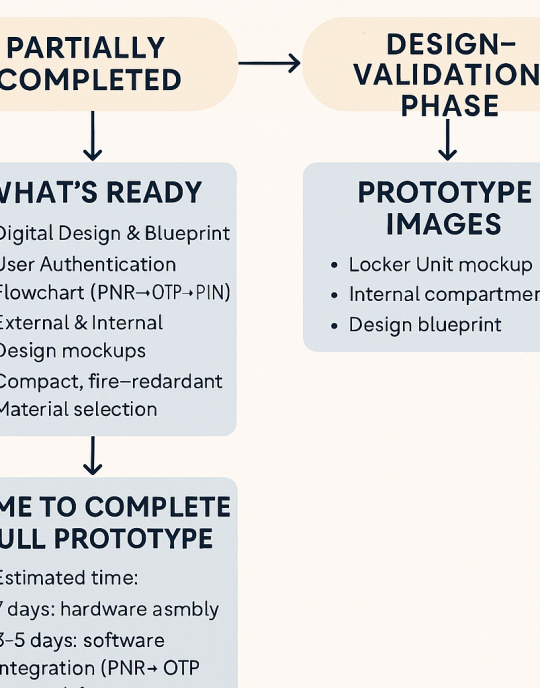 PARTIALLY
COMPLETED
DESIGN–
VALIDATION
PHASE
WHAT'S READY
Digital Design & Blueprint
User Authentication
Flowchart (PNR→OTP→PIN)
External & Internal
Design mockups
Compact, fire–redardant
Material selection
PROTOTYPE
IMAGES
• Locker Unit mockup
• Internal compartmen
• Design blueprint
ME TO COMPLETE
ULL PROTOTYPE
Estimated time:
7 days: hardware asmbly
3–5 days: software
ntegration (PNR→ OTP